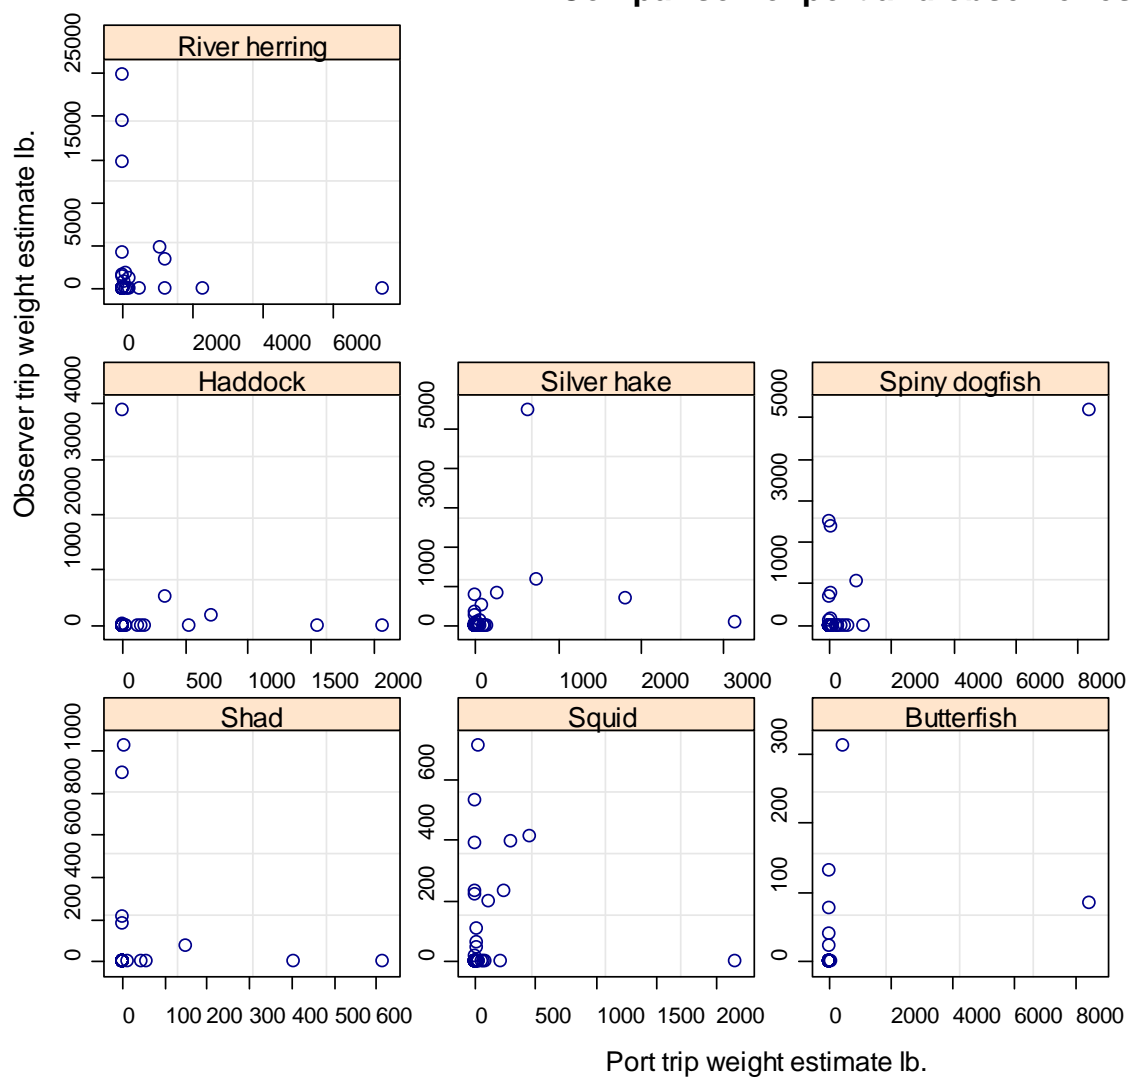 Comparison of port and observer
River herring
25000
15000
5000
0
0 2000 4000 6000
Observer trip weight estimate lb.
Haddock
4000
3000
2000
1000
0
0 500 1000 1500 2000
Silver hake
5000
3000
1000
0
0 1000 2000 3000
Spiny dogfish
5000
3000
1000
0
0 2000 4000 6000 8000
Shad
1000
800
600
400
200
0
0 100 200 300 400 500 600
Squid
600
400
200
0
0 500 1000 1500 2000
Butterfish
300
200
100
0
0 2000 4000 6000 8000
Port trip weight estimate lb.